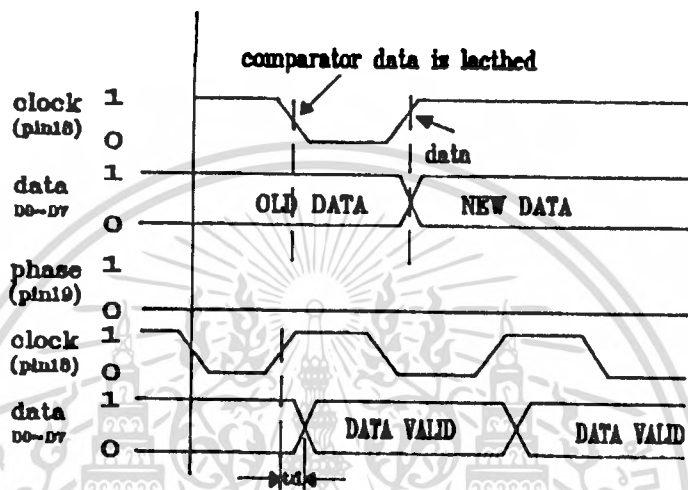 comparator data is lacthed
clock 1
(pin18)
0
data
data 1
D0~D7
OLD DATA NEW DATA
0
phase 1
(pin19)
0
clock 1
(pin18)
0
data 1
D0~D7
DATA VALID DATA VALID
0
td